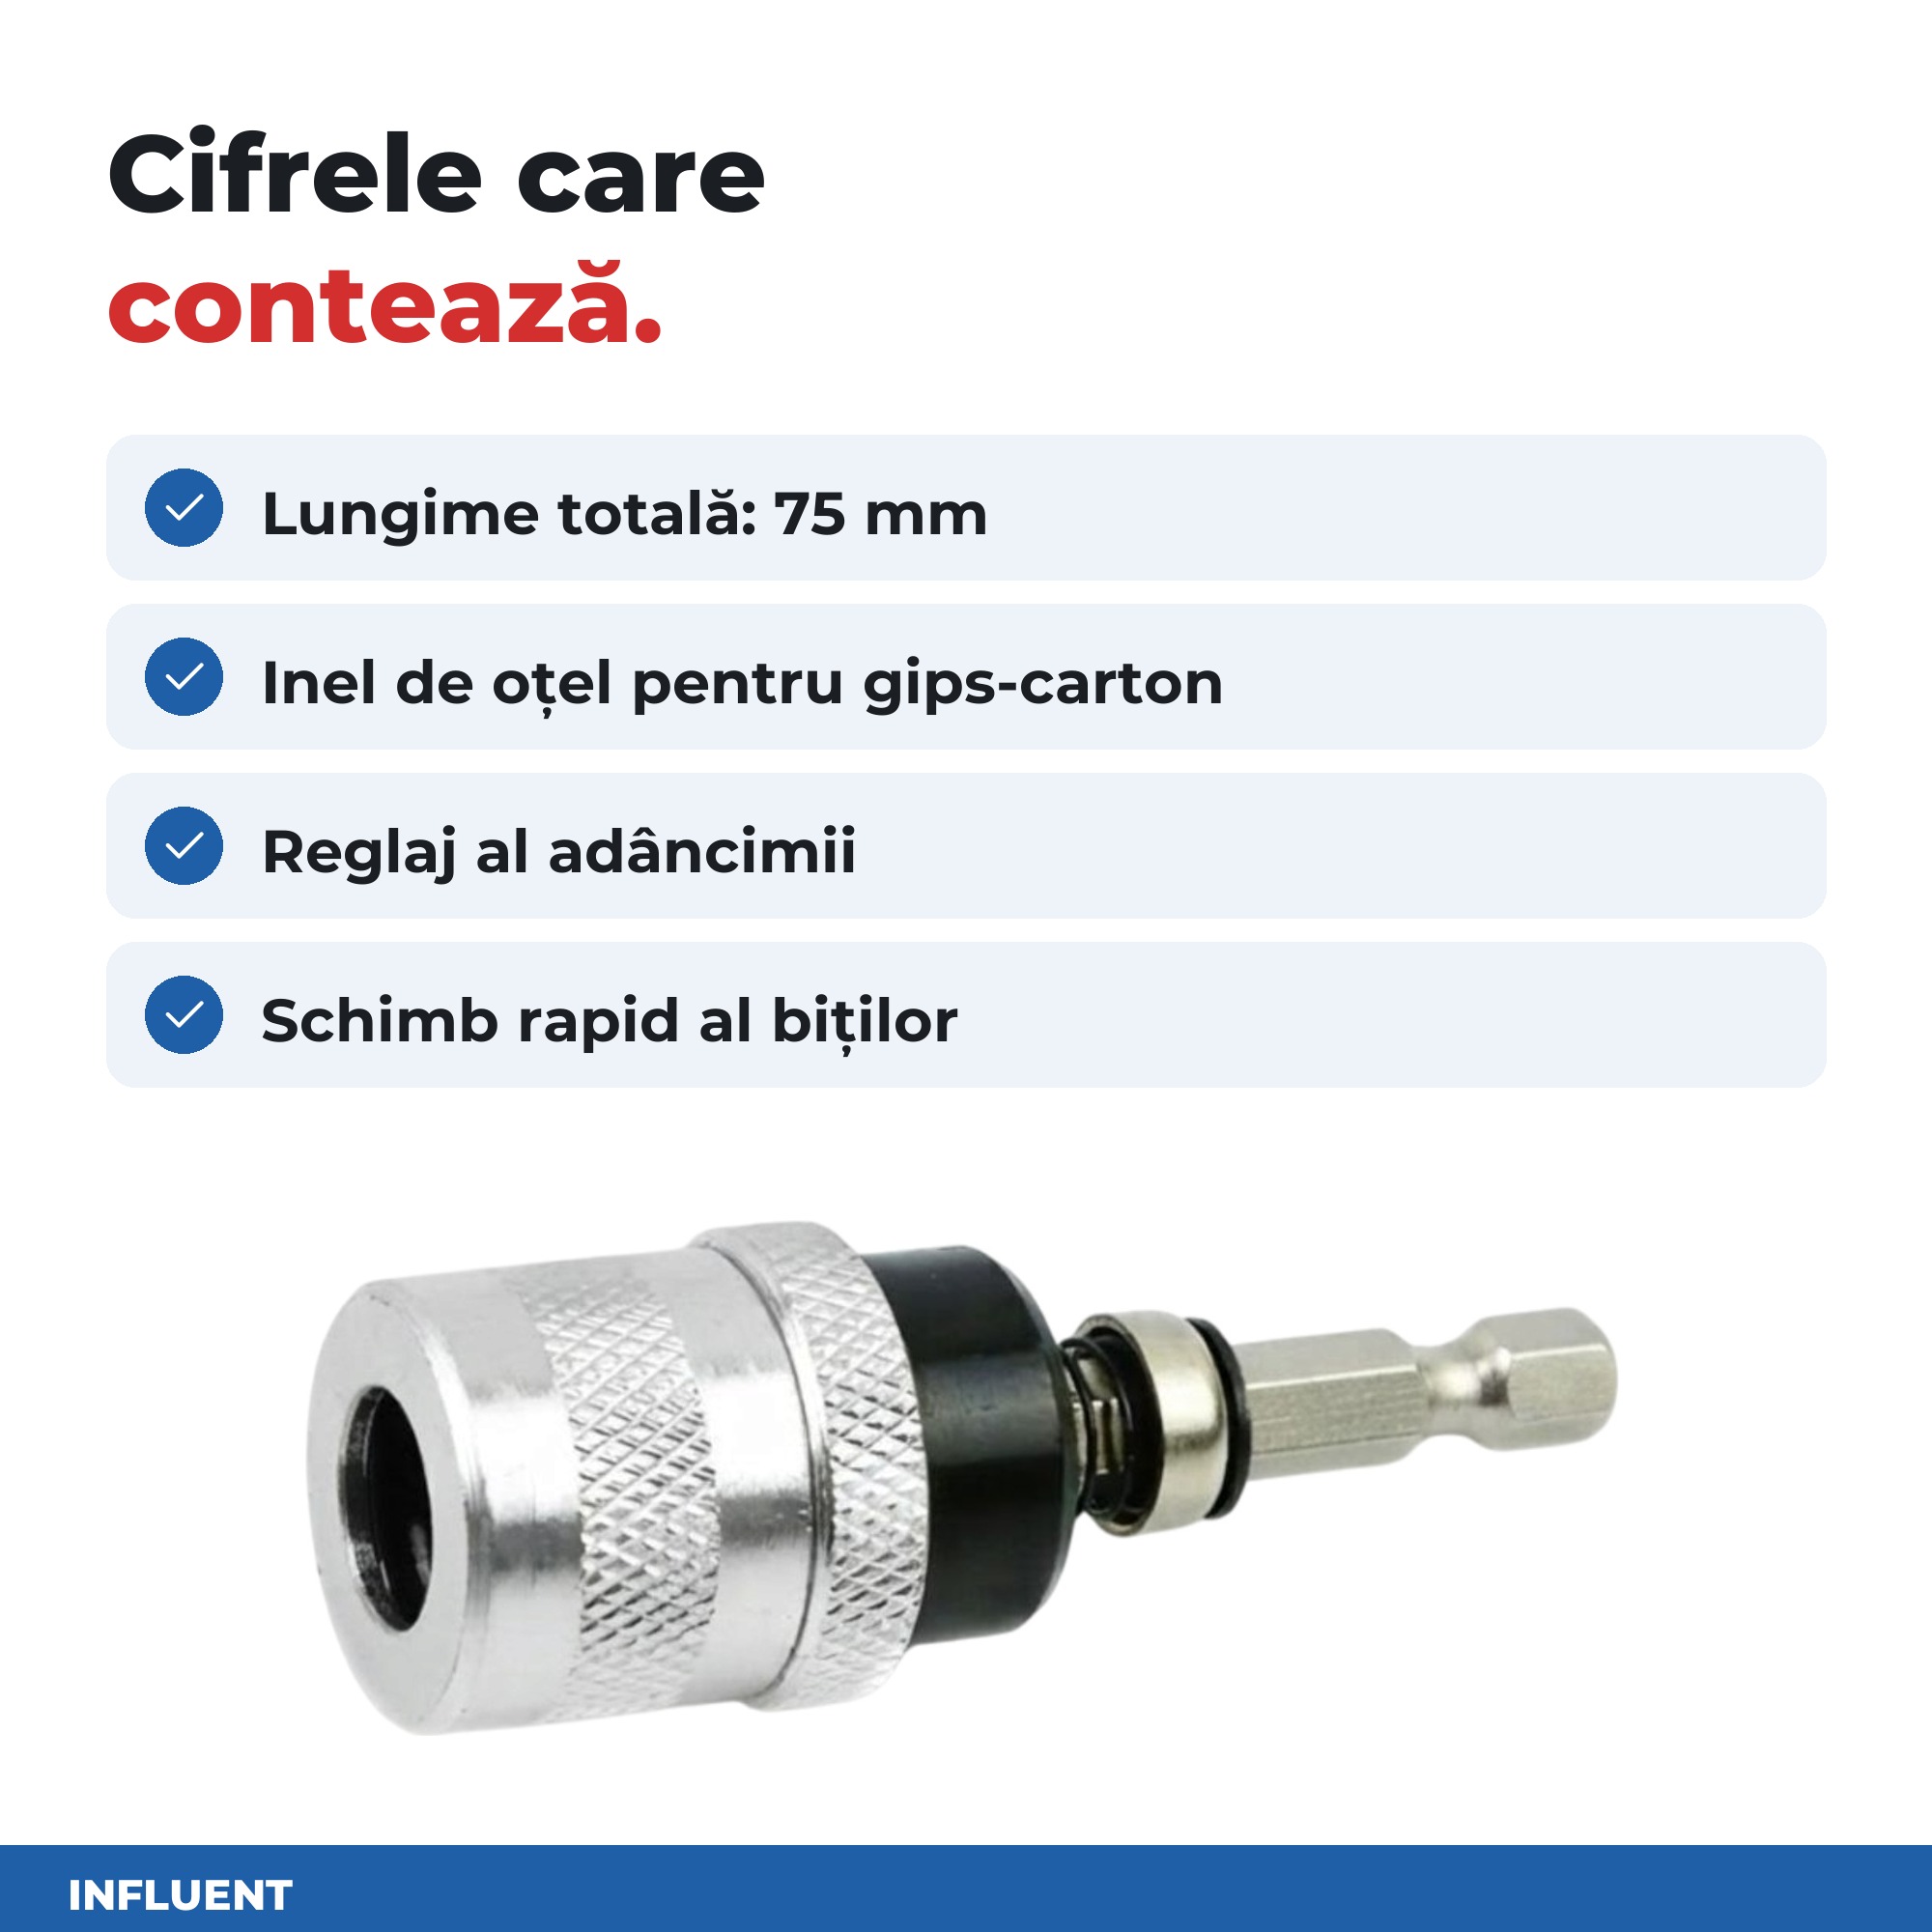 Cifrele care
contează.
Lungime totală: 75 mm
Inel de oțel pentru gips-carton
Reglaj al adâncimii
Schimb rapid al biților
INFLUENT